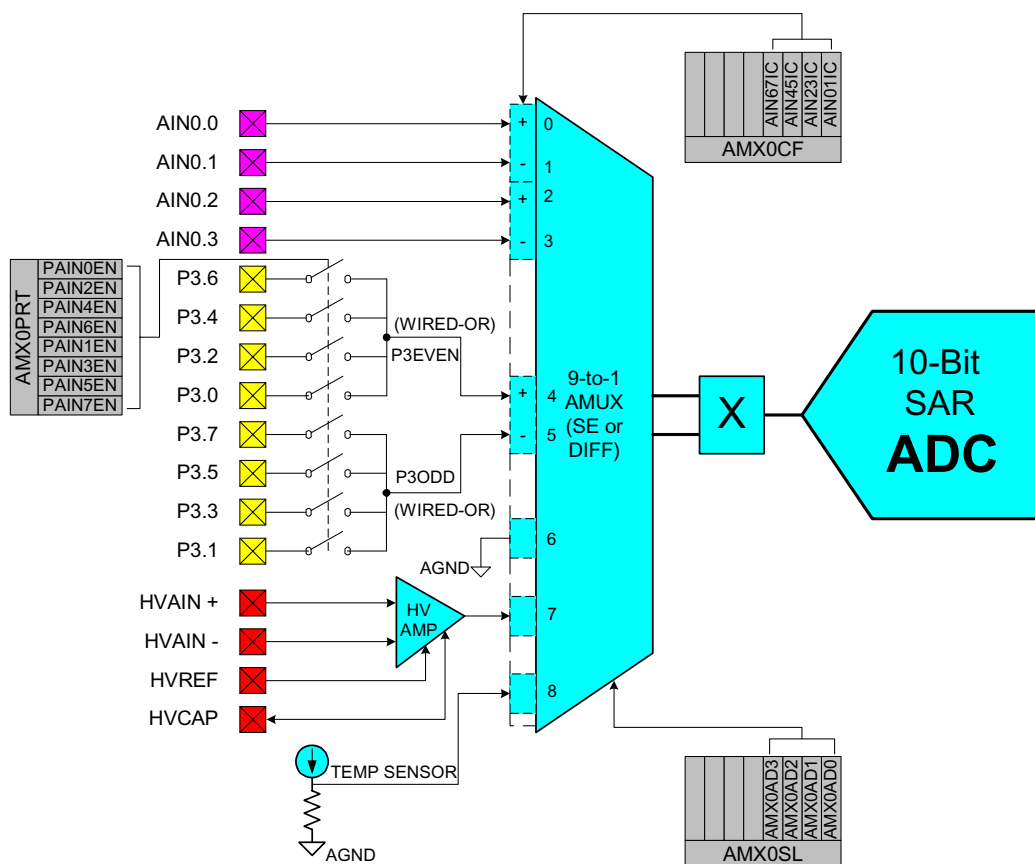 AIN67IC
AIN45IC
AIN23IC
AIN01IC
AMX0CF
AIN0.0
AIN0.1
AIN0.2
AIN0.3
+ 0
- 1
+ 2
- 3
AMX0PRT
PAIN0EN
PAIN2EN
PAIN4EN
PAIN6EN
PAIN1EN
PAIN3EN
PAIN5EN
PAIN7EN
P3.6
P3.4
P3.2
P3.0
P3.7
P3.5
P3.3
P3.1
(WIRED-OR)
P3EVEN
P3ODD
(WIRED-OR)
+ 4
- 5
9-to-1
AMUX
(SE or
DIFF)
X
10-Bit
SAR
ADC
6
AGND
HVAIN +
HVAIN -
HVREF
HVCAP
HV
AMP
7
8
TEMP SENSOR
AGND
AMX0AD3
AMX0AD2
AMX0AD1
AMX0AD0
AMX0SL